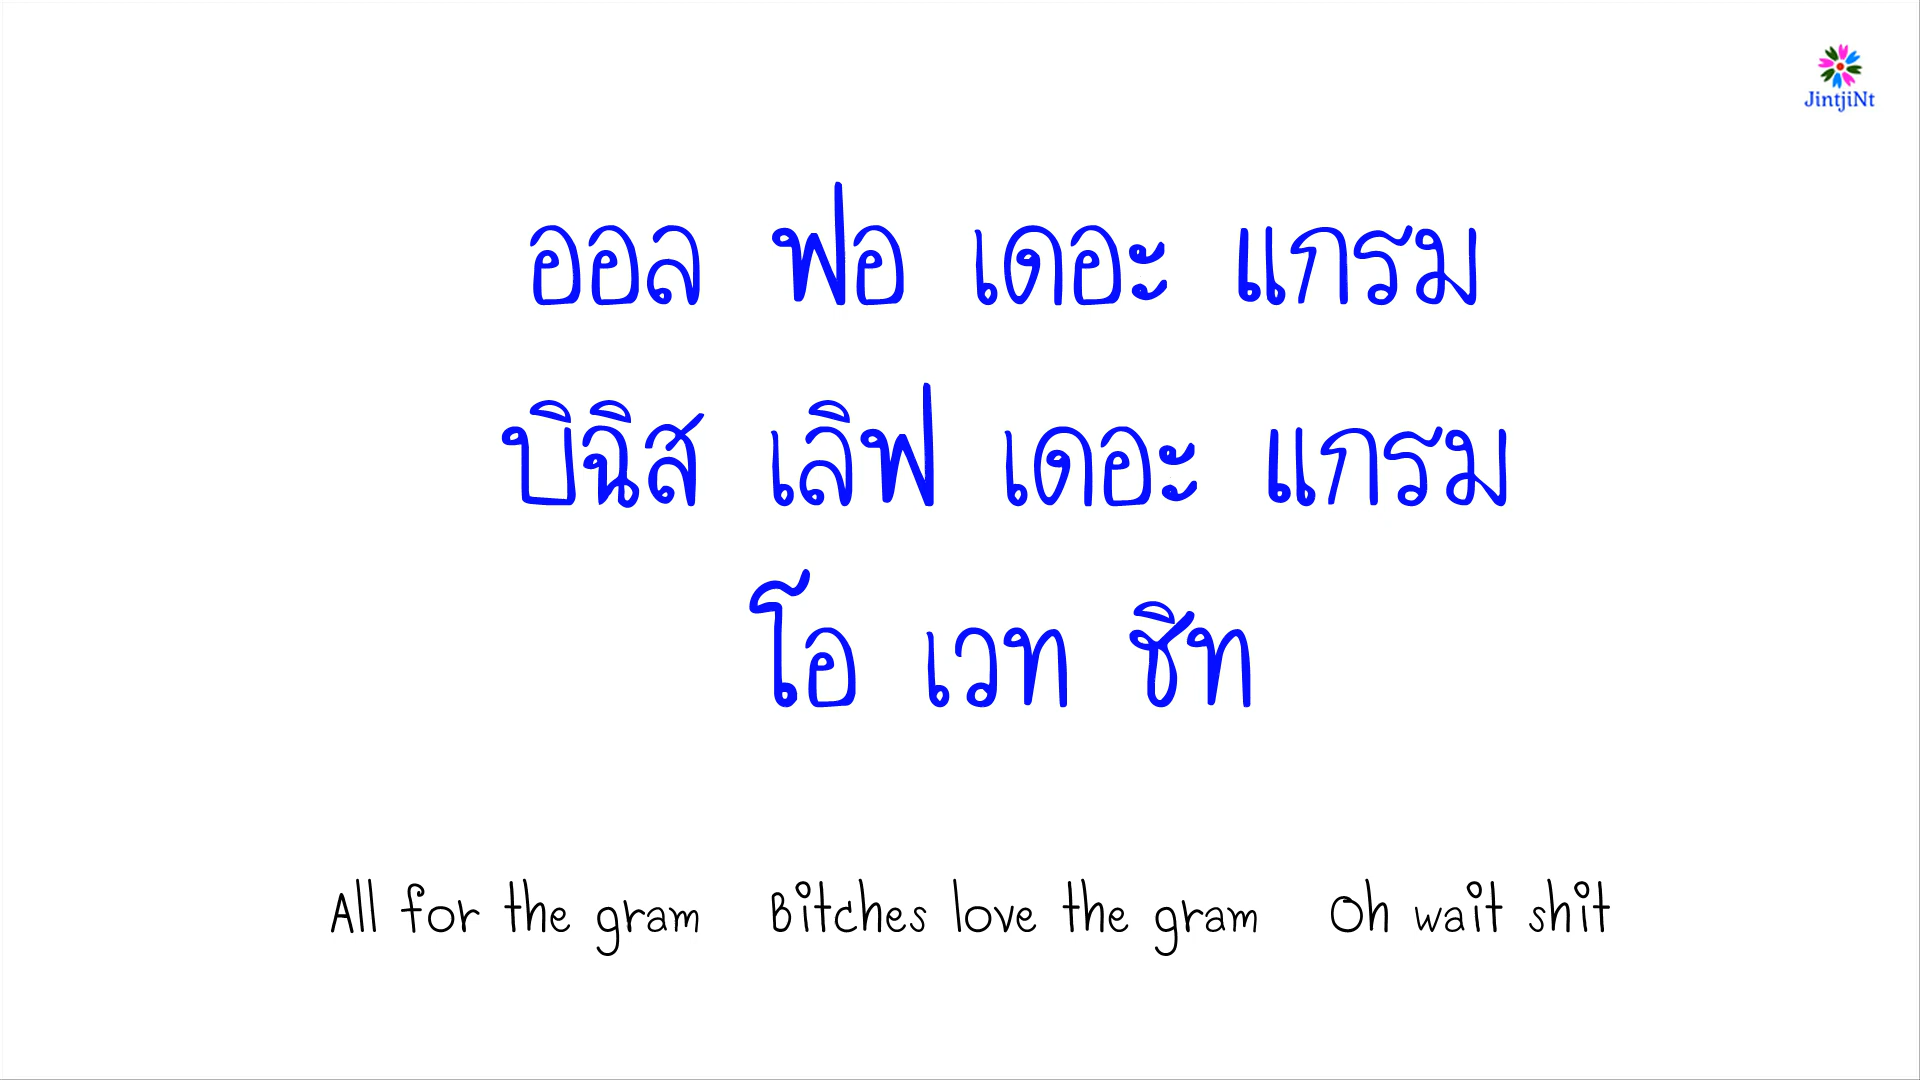 JintjiNt
ออล ฟอ เดอะ แกรม
บิฉิส เลิฟ เดอะ แกรม
โอ เวท ชิท
All for the gram Bitches love the gram Oh wait shit